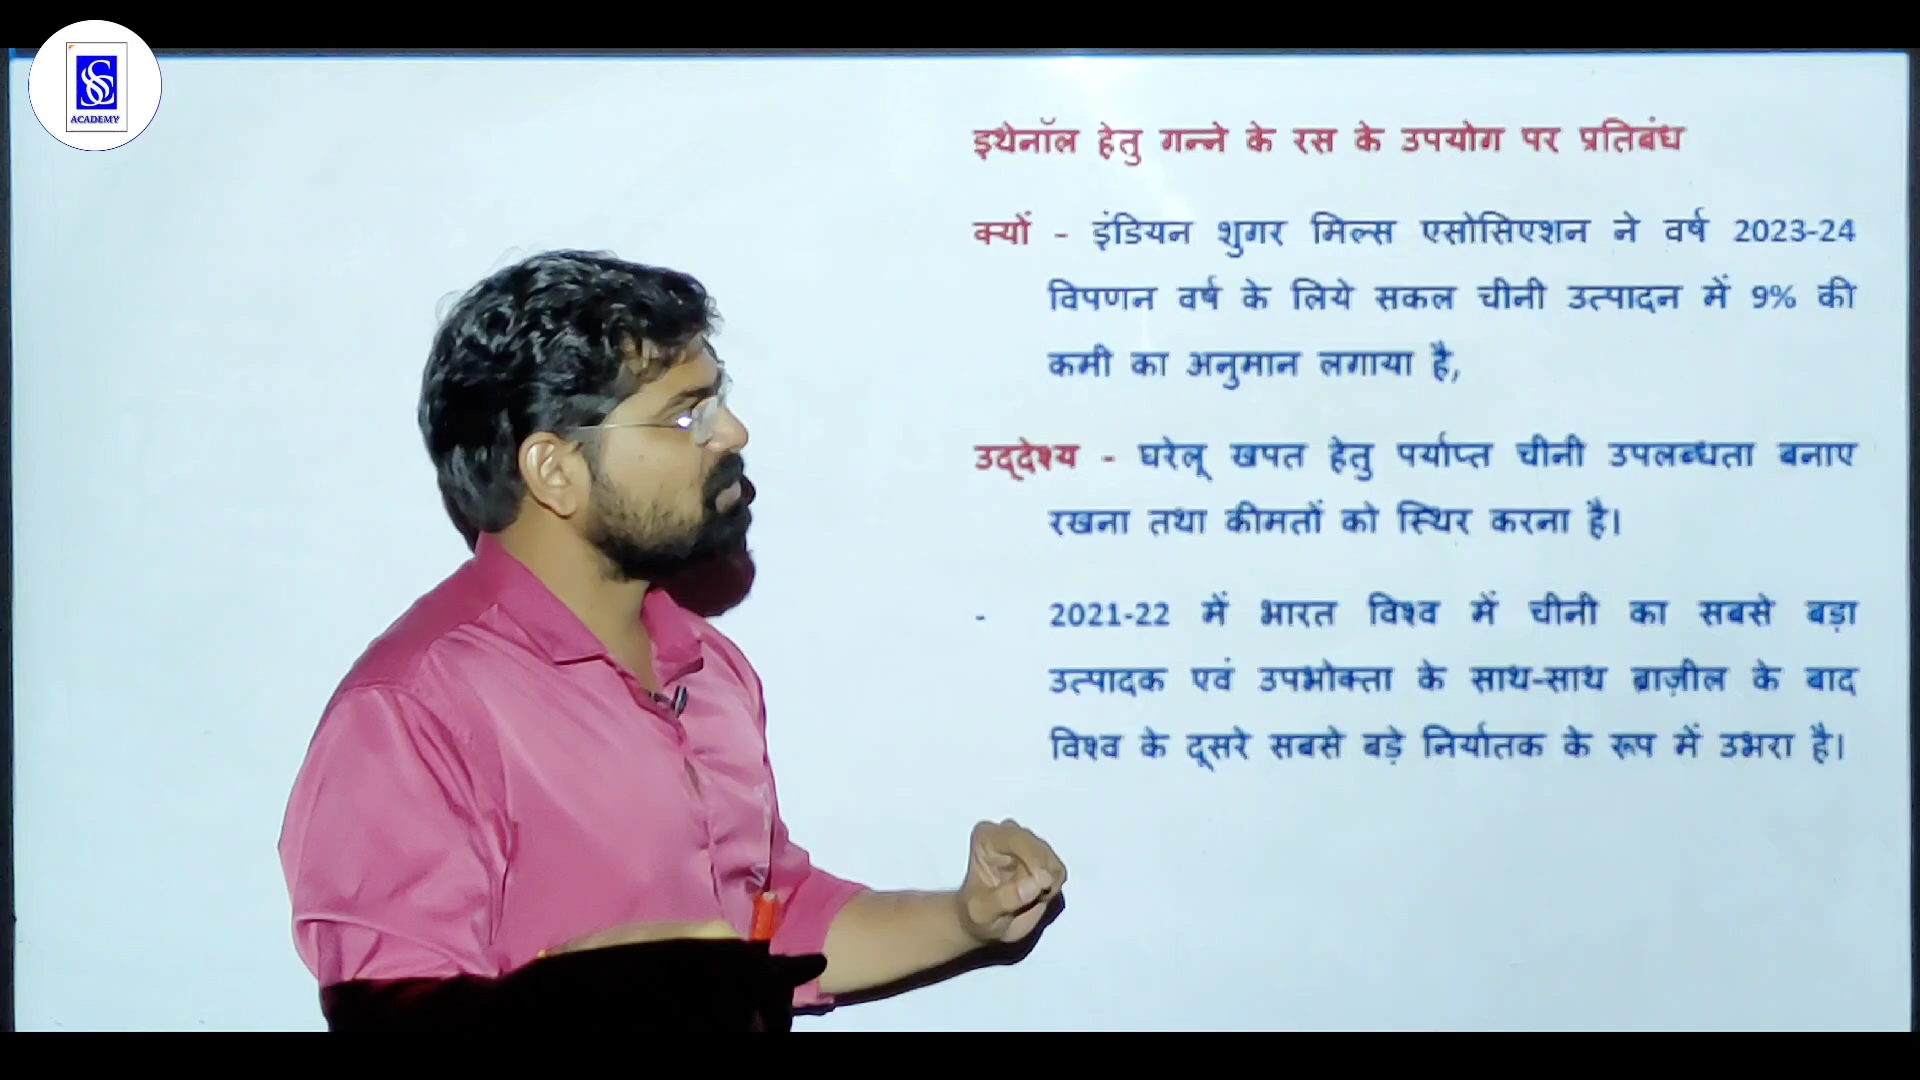 SSC
ACADEMY
इथेनॉल हेतु गन्ने के रस के उपयोग पर प्रतिबंध
क्यों - इंडियन शुगर मिल्स एसोसिएशन ने वर्ष 2023-24
विपणन वर्ष के लिये सकल चीनी उत्पादन में 9% की
कमी का अनुमान लगाया है,
उद्देश्य - घरेलू खपत हेतु पर्याप्त चीनी उपलब्धता बनाए
रखना तथा कीमतों को स्थिर करना है।
- 2021-22 में भारत विश्व में चीनी का सबसे बड़ा
उत्पादक एवं उपभोक्ता के साथ-साथ ब्राज़ील के बाद
विश्व के दूसरे सबसे बड़े निर्यातक के रूप में उभरा है।